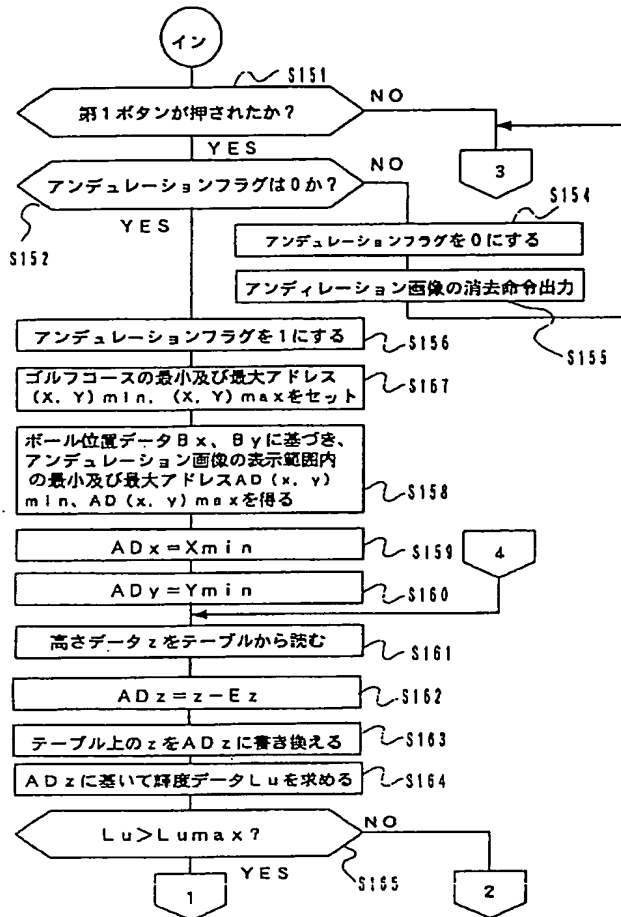 イン
S151
第1ボタンが押されたか?
NO
YES
3
アンデュレーションフラグは0か?
NO
S152
YES
S154
アンデュレーションフラグを0にする
アンディレーション画像の消去命令出力
S155
アンデュレーションフラグを1にする
S156
ゴルフコースの最小及び最大アドレス
(X, Y) min, (X, Y) maxをセット
S167
ボール位置データBx、Byに基づき、
アンデュレーション画像の表示範囲内
の最小及び最大アドレスAD (x, y)
min、AD (x, y) maxを得る
S158
ADx=Xmin
S159
4
ADy=Ymin
S160
高さデータzをテーブルから読む
S161
ADz=z-Ez
S162
テーブル上のzをADzに書き換える
S163
ADzに基いて輝度データLuを求める
S164
Lu>Lumax?
NO
YES
S165
1
2